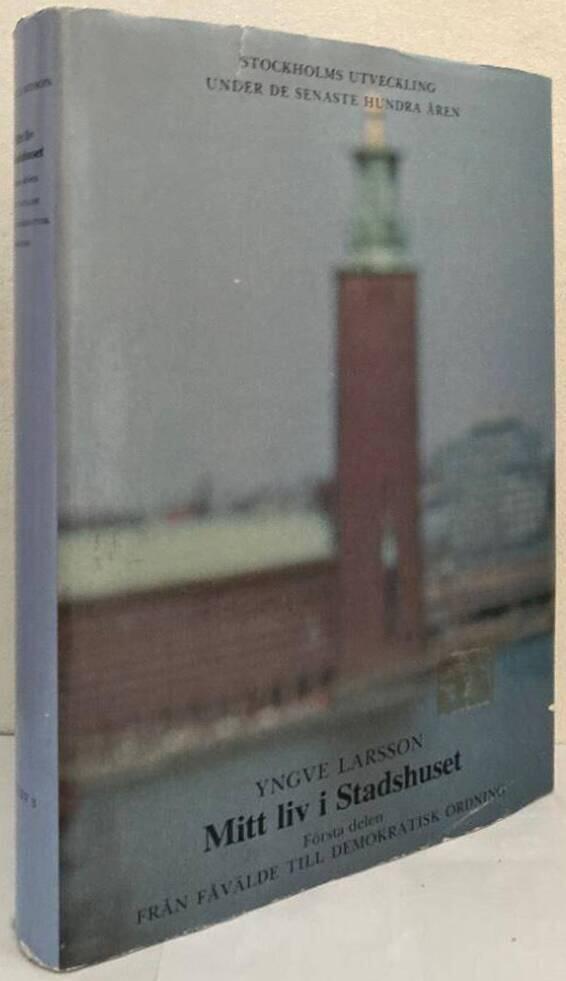 STOCKHOLMS UTVECKLING
UNDER DE SENASTE HUNDRA ÅREN
YNGVE LARSSON
Mitt liv i Stadshuset
Första delen
FRÅN FÅVÄLDE TILL DEMOKRATISK ORDNING